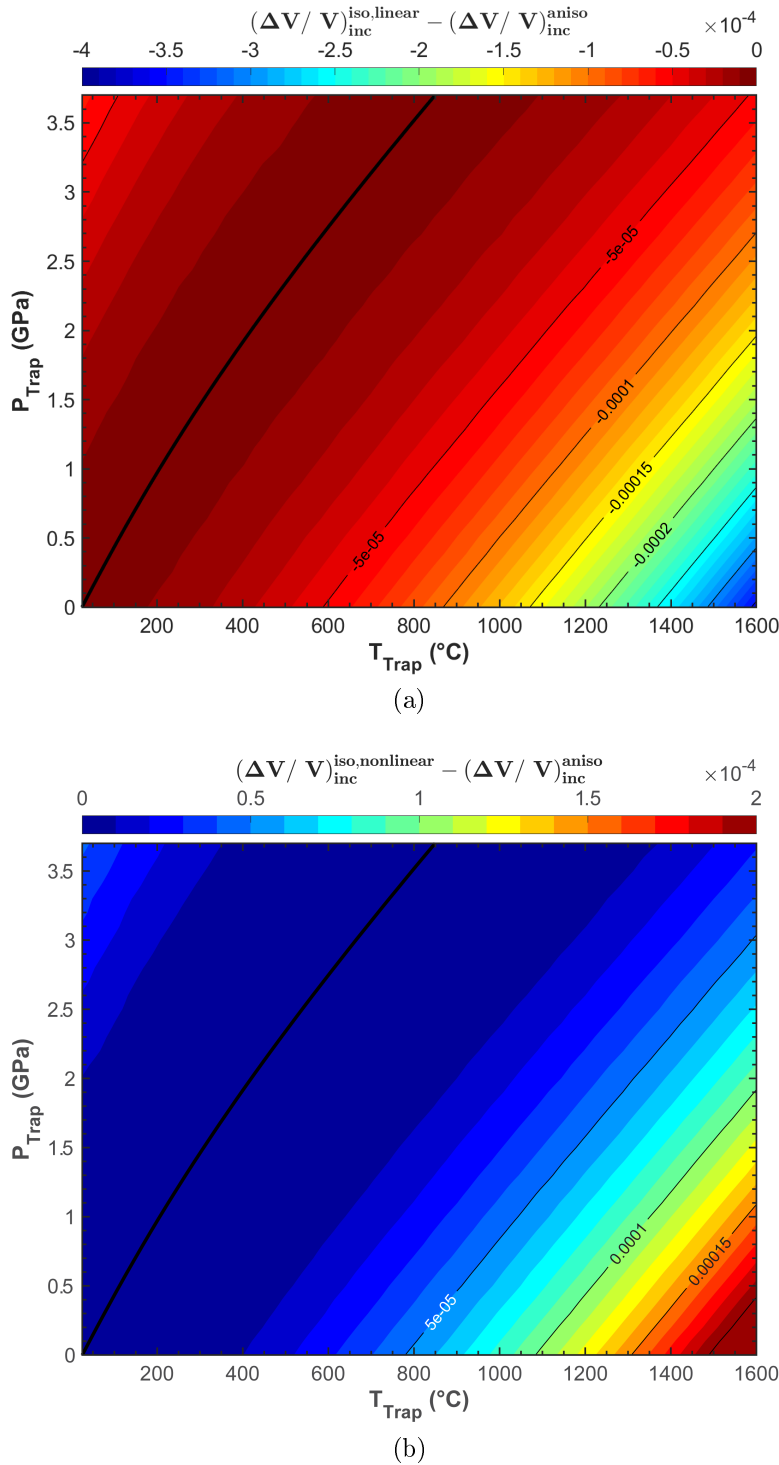 (ΔV/ V)inc^iso,linear − (ΔV/ V)inc^aniso ×10^-4
-4 -3.5 -3 -2.5 -2 -1.5 -1 -0.5 0
3.5
3
2.5
2
1.5
1
0.5
0
P_Trap (GPa)
-5e-05
-0.0001
-0.00015
-0.0002
-5e-05
200 400 600 800 1000 1200 1400 1600
T_Trap (°C)
(a)
(ΔV/ V)inc^iso,nonlinear − (ΔV/ V)inc^aniso ×10^-4
0 0.5 1 1.5 2
3.5
3
2.5
2
1.5
1
0.5
0
P_Trap (GPa)
5e-05
0.0001
0.00015
200 400 600 800 1000 1200 1400 1600
T_Trap (°C)
(b)